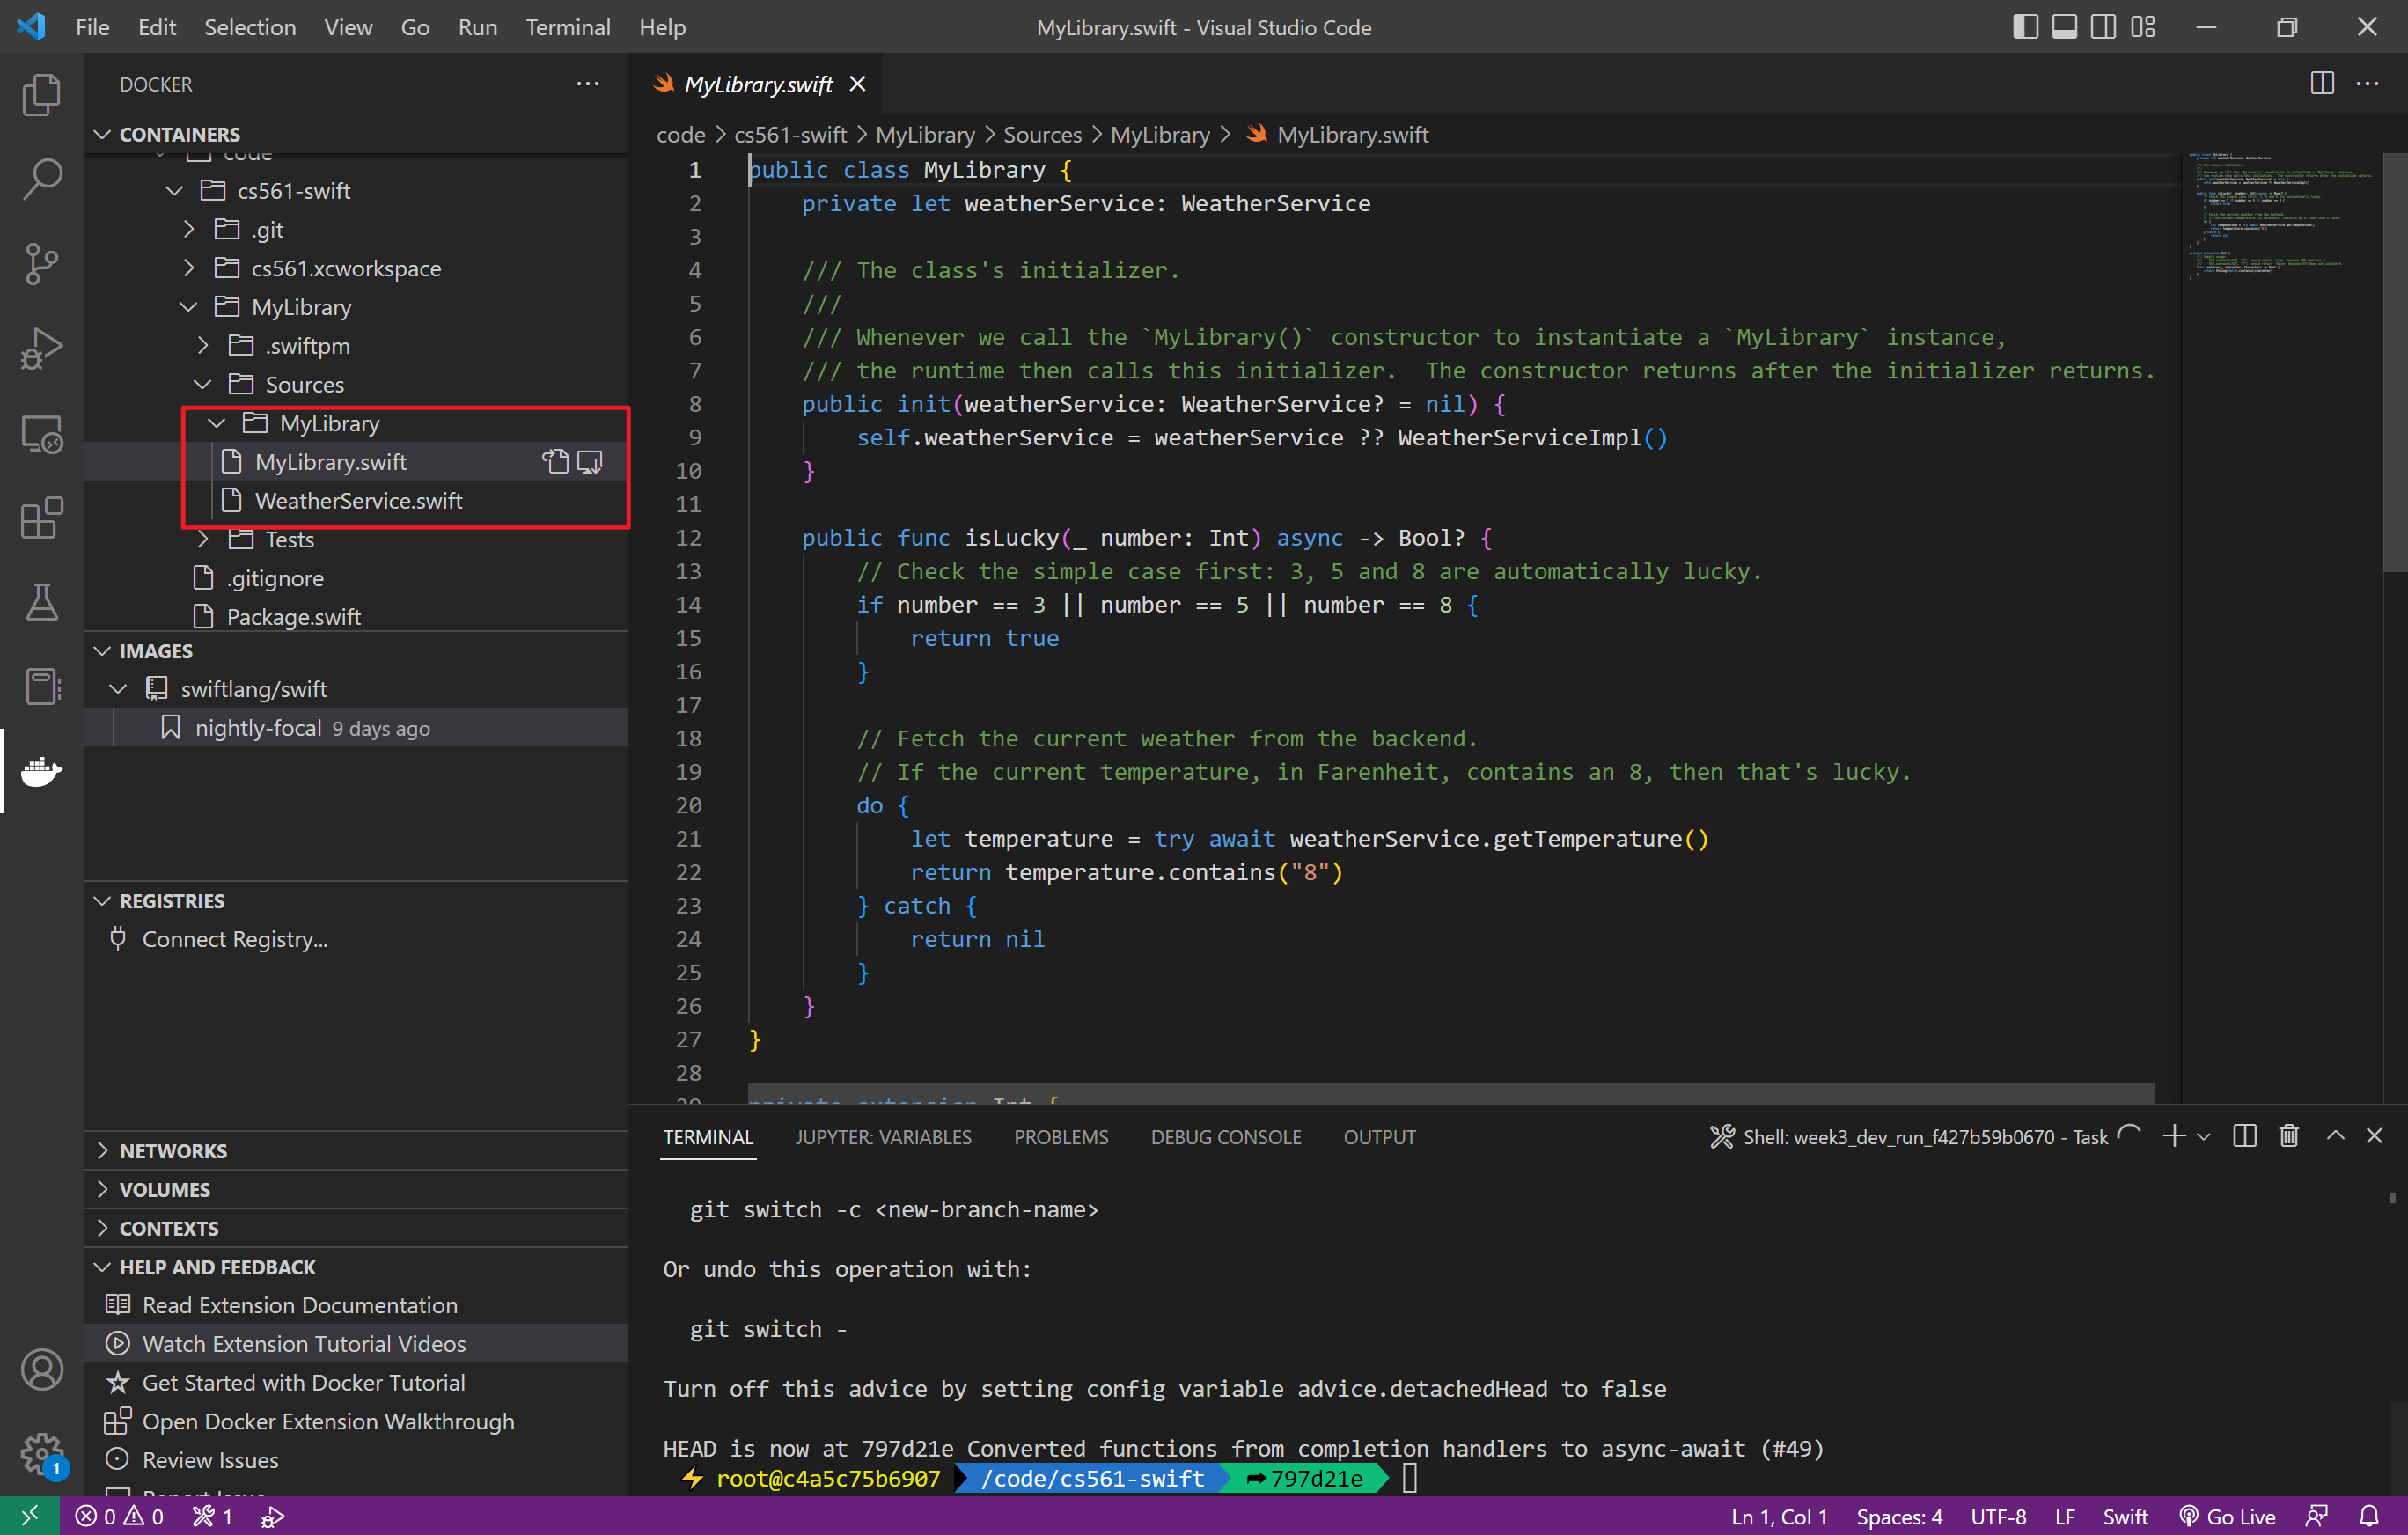 File Edit Selection View Go Run Terminal Help
MyLibrary.swift - Visual Studio Code
DOCKER
CONTAINERS
code
cs561-swift
.git
cs561.xcworkspace
MyLibrary
.swiftpm
Sources
MyLibrary
MyLibrary.swift
WeatherService.swift
Tests
.gitignore
Package.swift
IMAGES
swiftlang/swift
nightly-focal 9 days ago
REGISTRIES
Connect Registry...
NETWORKS
VOLUMES
CONTEXTS
HELP AND FEEDBACK
Read Extension Documentation
Watch Extension Tutorial Videos
Get Started with Docker Tutorial
Open Docker Extension Walkthrough
Review Issues
Report Issue
MyLibrary.swift
code > cs561-swift > MyLibrary > Sources > MyLibrary > MyLibrary.swift
1 public class MyLibrary {
2 private let weatherService: WeatherService
3
4 /// The class's initializer.
5 ///
6 /// Whenever we call the `MyLibrary()` constructor to instantiate a `MyLibrary` instance,
7 /// the runtime then calls this initializer.  The constructor returns after the initializer returns.
8 public init(weatherService: WeatherService? = nil) {
9 self.weatherService = weatherService ?? WeatherServiceImpl()
10 }
11
12 public func isLucky(_ number: Int) async -> Bool? {
13 // Check the simple case first: 3, 5 and 8 are automatically lucky.
14 if number == 3 || number == 5 || number == 8 {
15 return true
16 }
17
18 // Fetch the current weather from the backend.
19 // If the current temperature, in Farenheit, contains an 8, then that's lucky.
20 do {
21 let temperature = try await weatherService.getTemperature()
22 return temperature.contains("8")
23 } catch {
24 return nil
25 }
26 }
27 }
28
29 private extension Int {
TERMINAL JUPYTER: VARIABLES PROBLEMS DEBUG CONSOLE OUTPUT
Shell: week3_dev_run_f427b59b0670 - Task
git switch -c <new-branch-name>
Or undo this operation with:
git switch -
Turn off this advice by setting config variable advice.detachedHead to false
HEAD is now at 797d21e Converted functions from completion handlers to async-await (#49)
⚡ root@c4a5c75b6907 /code/cs561-swift ➦ 797d21e
1
0 0 1
Ln 1, Col 1 Spaces: 4 UTF-8 LF Swift Go Live